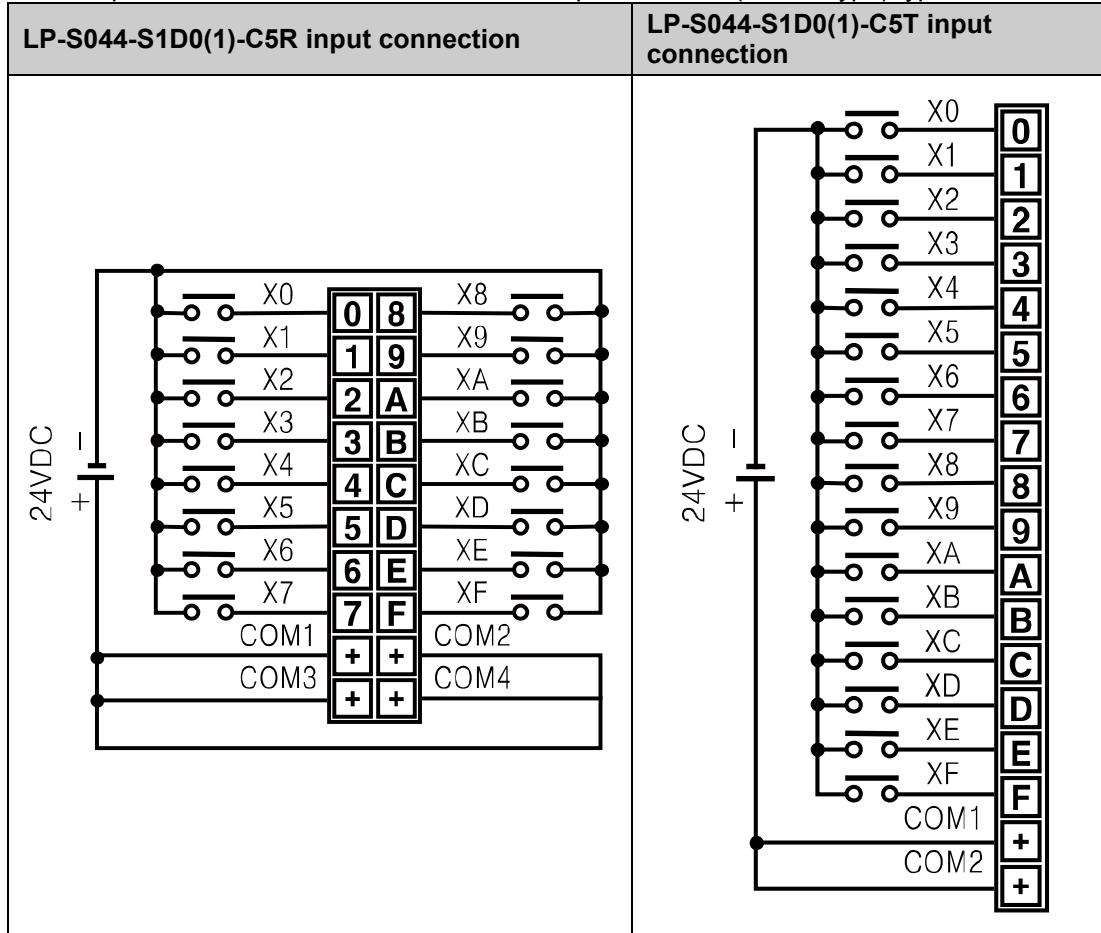 LP-S044-S1D0(1)-C5R input connection
LP-S044-S1D0(1)-C5T input
connection
X0 0 8 X8
X1 1 9 X9
X2 2 A XA
X3 3 B XB
X4 4 C XC
X5 5 D XD
X6 6 E XE
X7 7 F XF
COM1 + + COM2
COM3 + + COM4
24VDC
−
+
X0 0
X1 1
X2 2
X3 3
X4 4
X5 5
X6 6
X7 7
X8 8
X9 9
XA A
XB B
XC C
XD D
XE E
XF F
COM1 +
COM2 +
24VDC
−
+